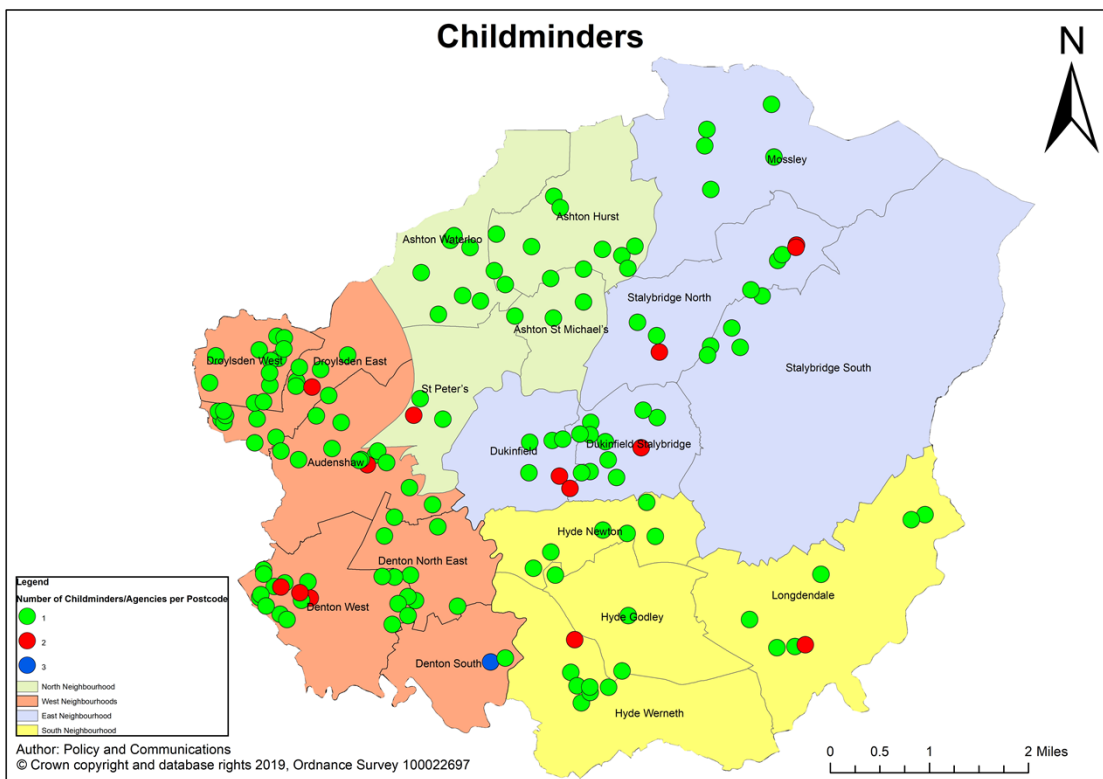 Childminders
N
Mossley
Ashton Hurst
Ashton Waterloo
Stalybridge North
Ashton St Michael's
Droylsden West
Droylsden East
Stalybridge South
St Peter's
Dukinfield
Dukinfield Stalybridge
Audenshaw
Hyde Newton
Denton North East
Longdendale
Denton West
Hyde Godley
Denton South
Hyde Werneth
Legend
Number of Childminders/Agencies per Postcode
1
2
3
North Neighbourhood
West Neighbourhoods
East Neighbourhood
South Neighbourhood
Author: Policy and Communications
© Crown copyright and database rights 2019, Ordnance Survey 100022697
0 0.5 1 2 Miles